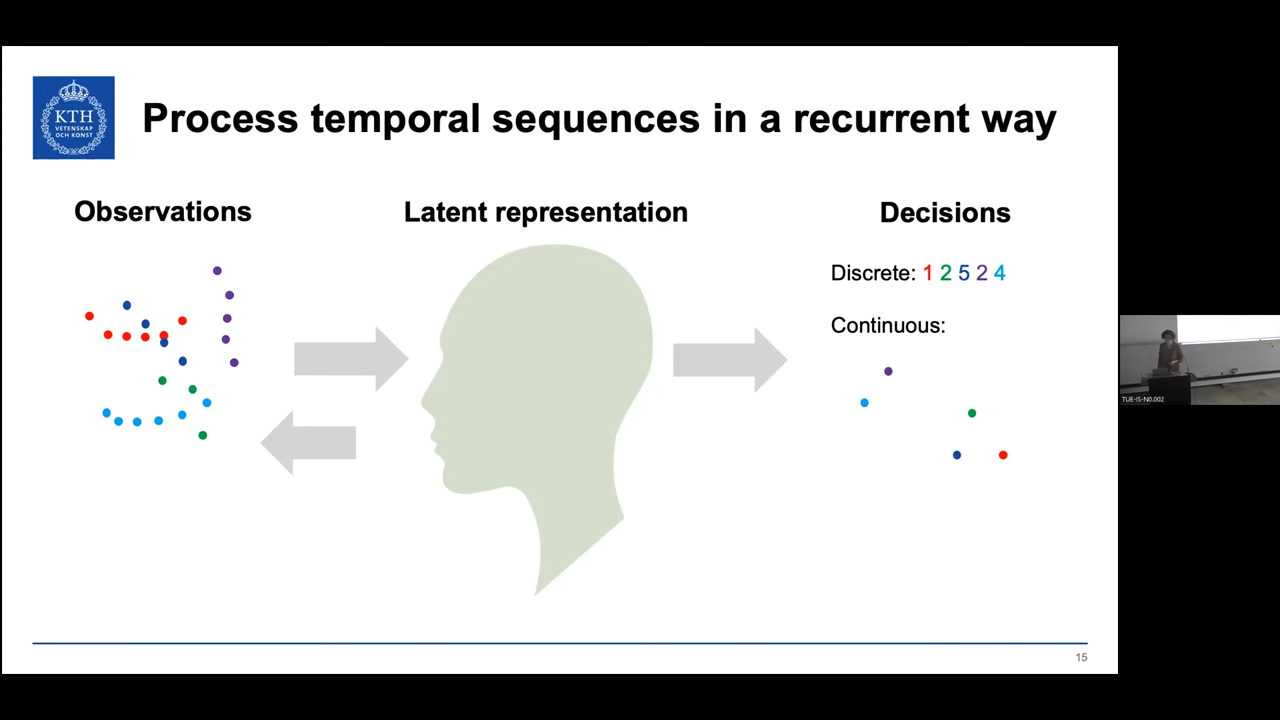 KTH
VETENSKAP
OCH KONST
Process temporal sequences in a recurrent way
Observations
Latent representation
Decisions
Discrete: 1 2 5 2 4
Continuous:
TUE-IS-N0.002
15